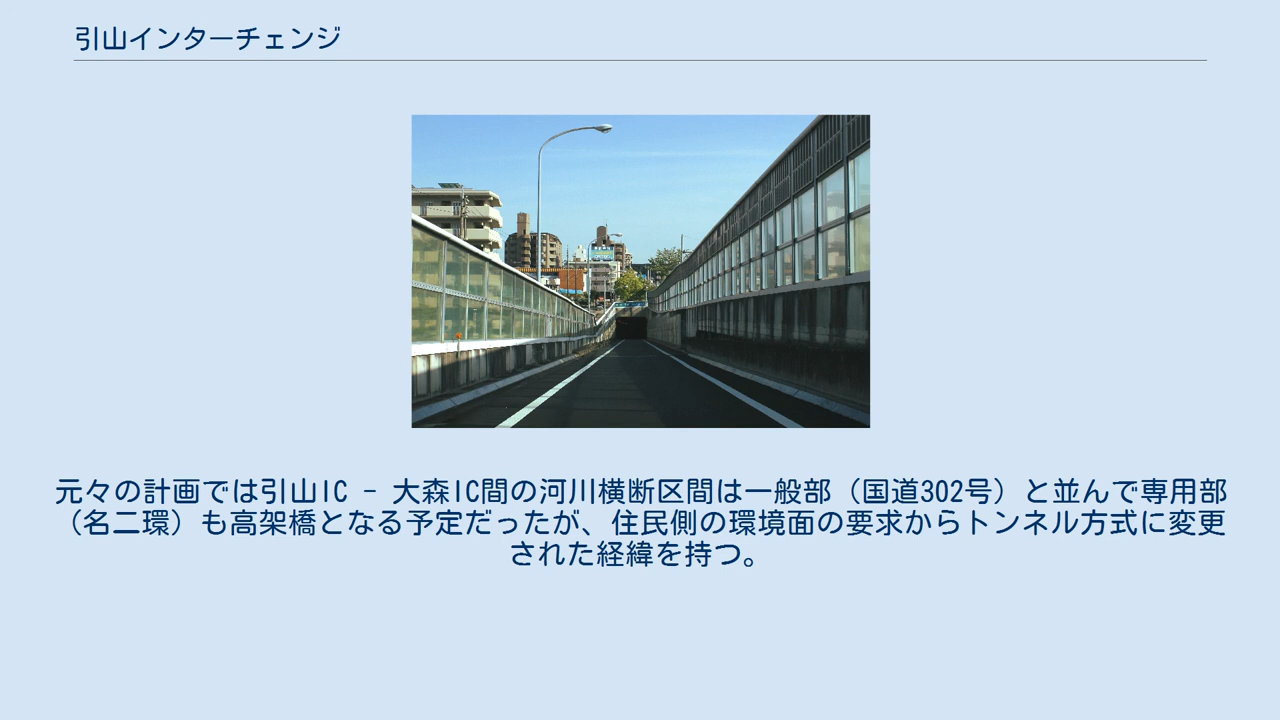 引山インターチェンジ
元々の計画では引山IC - 大森IC間の河川横断区間は一般部（国道302号）と並んで専用部
（名二環）も高架橋となる予定だったが、住民側の環境面の要求からトンネル方式に変更
された経緯を持つ。